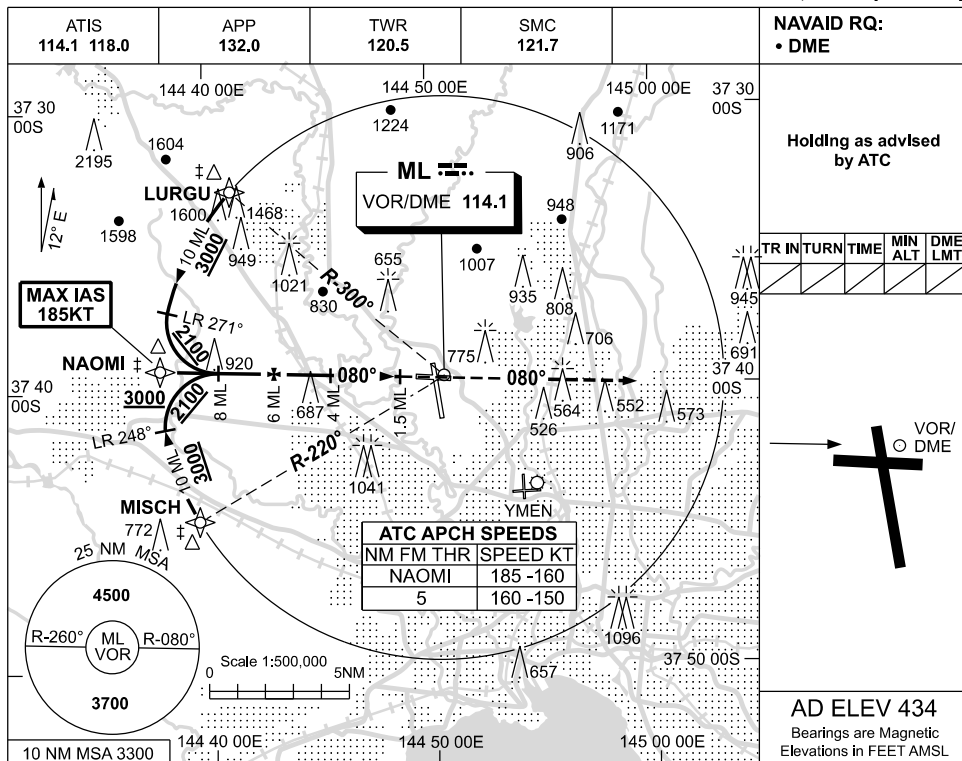 ATIS
114.1 118.0
APP
132.0
TWR
120.5
SMC
121.7
NAVAID RQ:
• DME
144 40 00E
144 50 00E
145 00 00E
37 30
00S
37 30
00S
2195
1604
1224
1171
906
Holding as advised
by ATC
LURGU
ML
VOR/DME 114.1
12° E
1598
1600
1468
949
1021
830
655
948
1007
935
808
706
945
691
TR IN
TURN
TIME
MIN
ALT
DME
LMT
10 ML
3000
R-300°
MAX IAS
185KT
LR 271°
2100
NAOMI
920
775
37 40
00S
37 40
00S
3000
2100
8 ML
6 ML
4 ML
1.5 ML
080°
080°
687
564
526
552
573
LR 248°
3000
10 ML
R-220°
1041
MISCH
772
YMEN
VOR/
DME
ATC APCH SPEEDS
NM FM THR SPEED KT
NAOMI 185 -160
5 160 -150
25 NM MSA
4500
R-260°
ML
VOR
R-080°
3700
1096
657
37 50 00S
Scale 1:500,000
0
5NM
10 NM MSA 3300
144 40 00E
144 50 00E
145 00 00E
AD ELEV 434
Bearings are Magnetic
Elevations in FEET AMSL